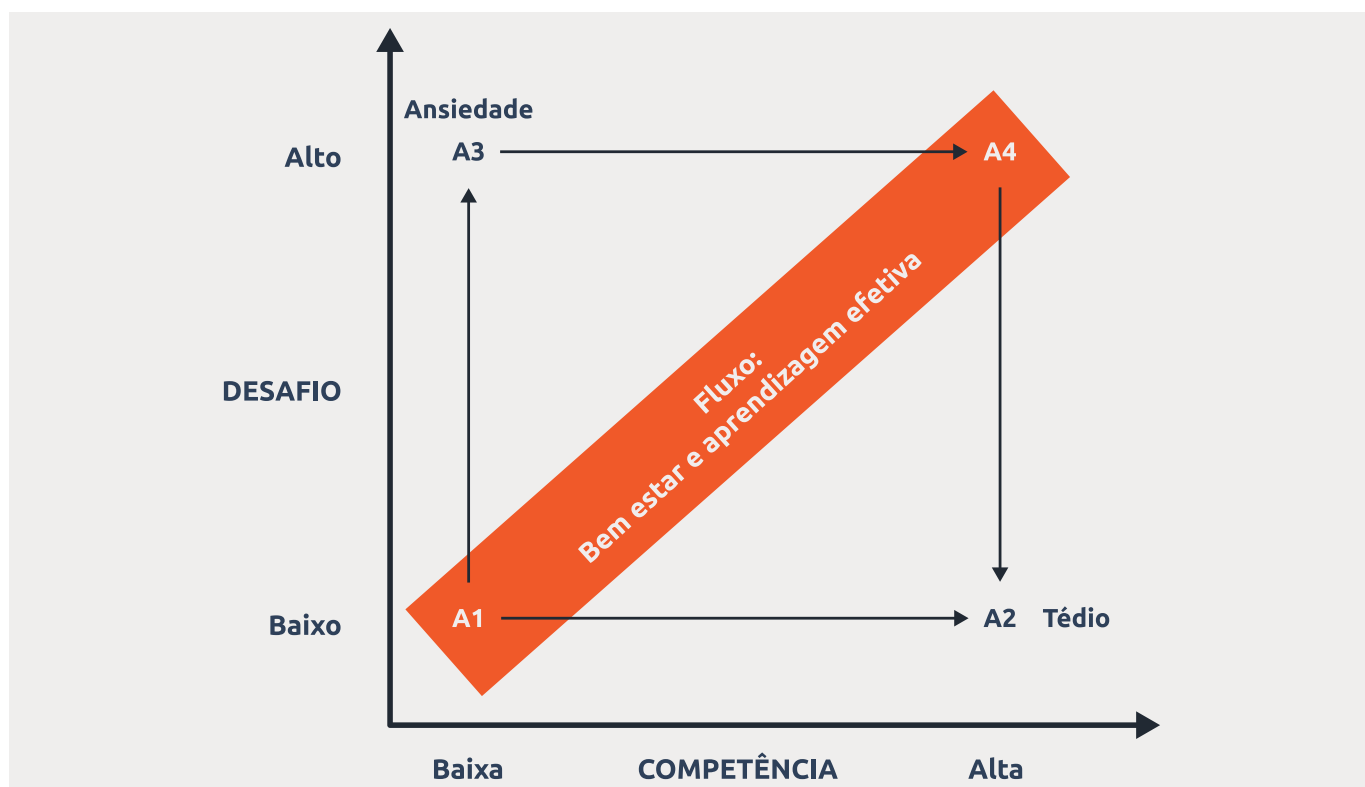 Ansiedade
Alto
A3
A4
DESAFIO
Fluxo:
Bem estar e aprendizagem efetiva
Baixo
A1
A2
Tédio
Baixa
COMPETÊNCIA
Alta